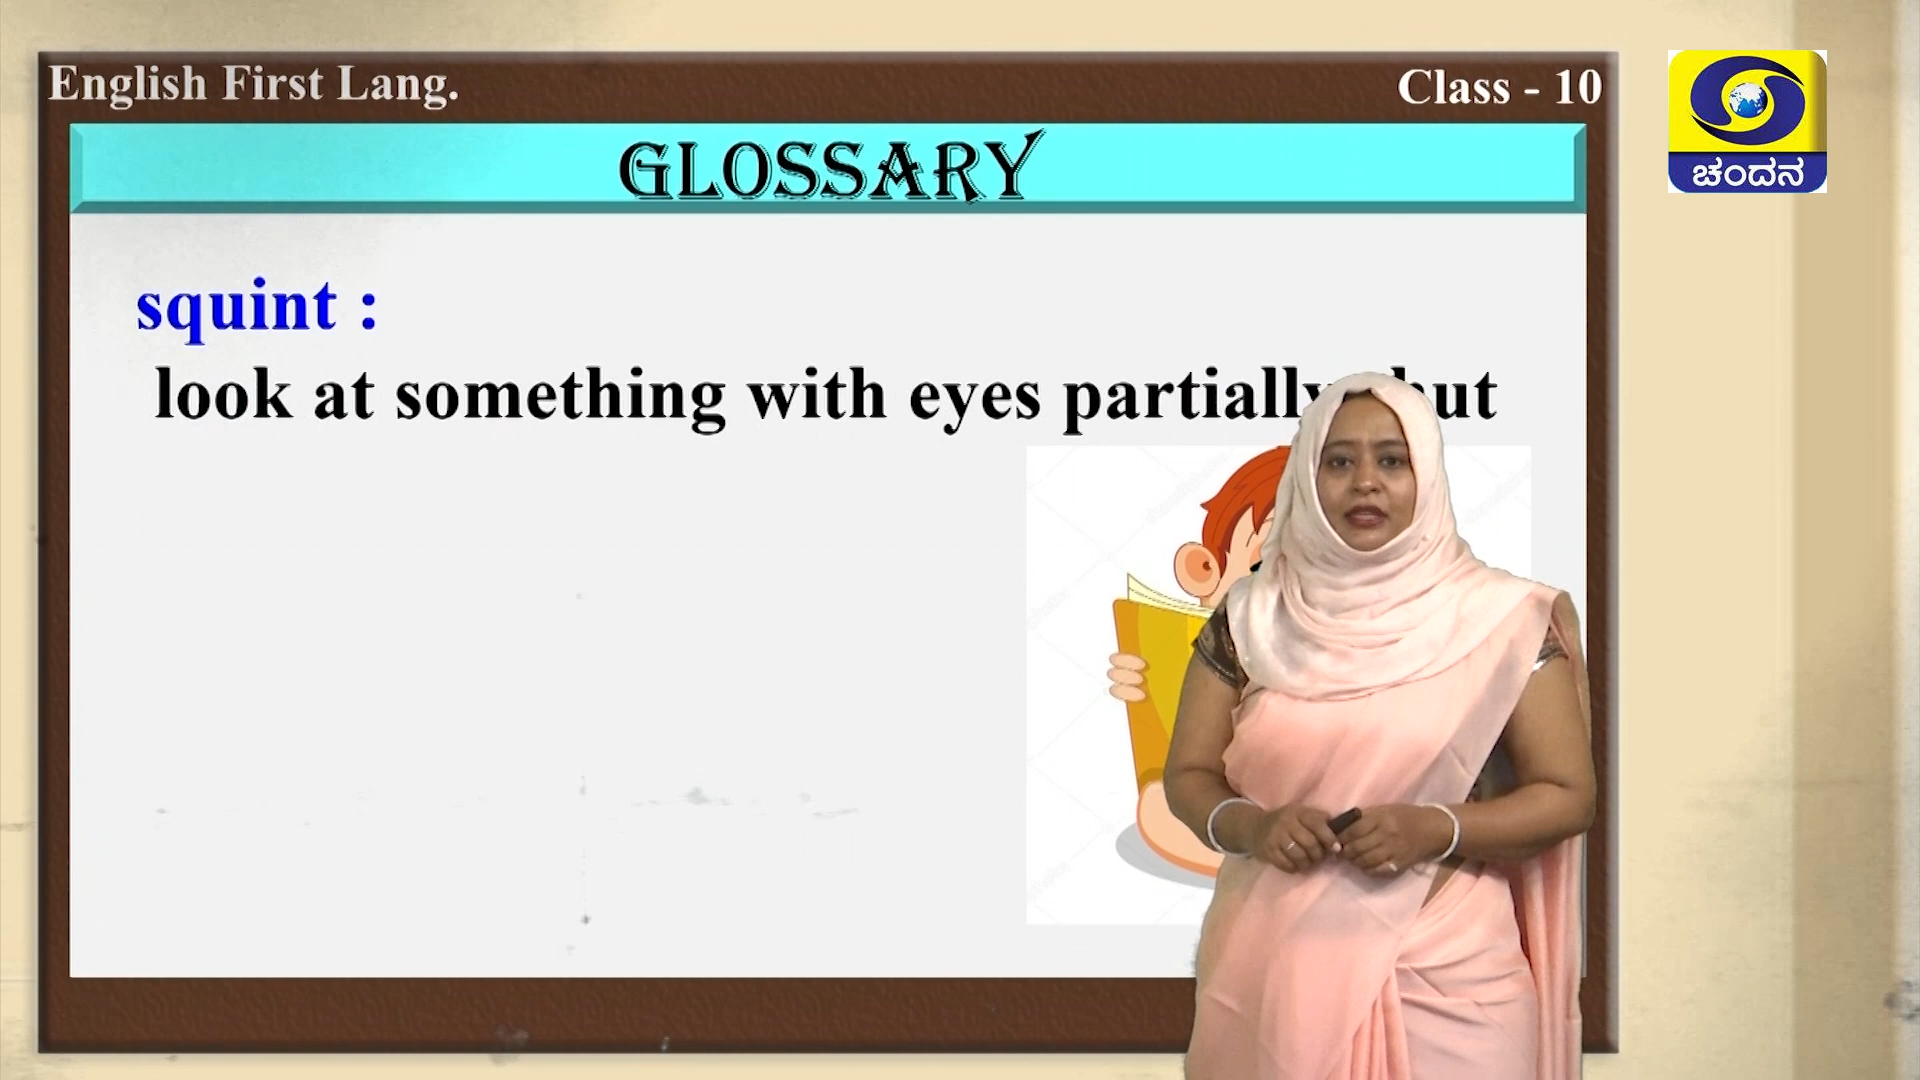 English First Lang.
Class - 10
ಚಂದನ
GLOSSARY
squint :
look at something with eyes partially